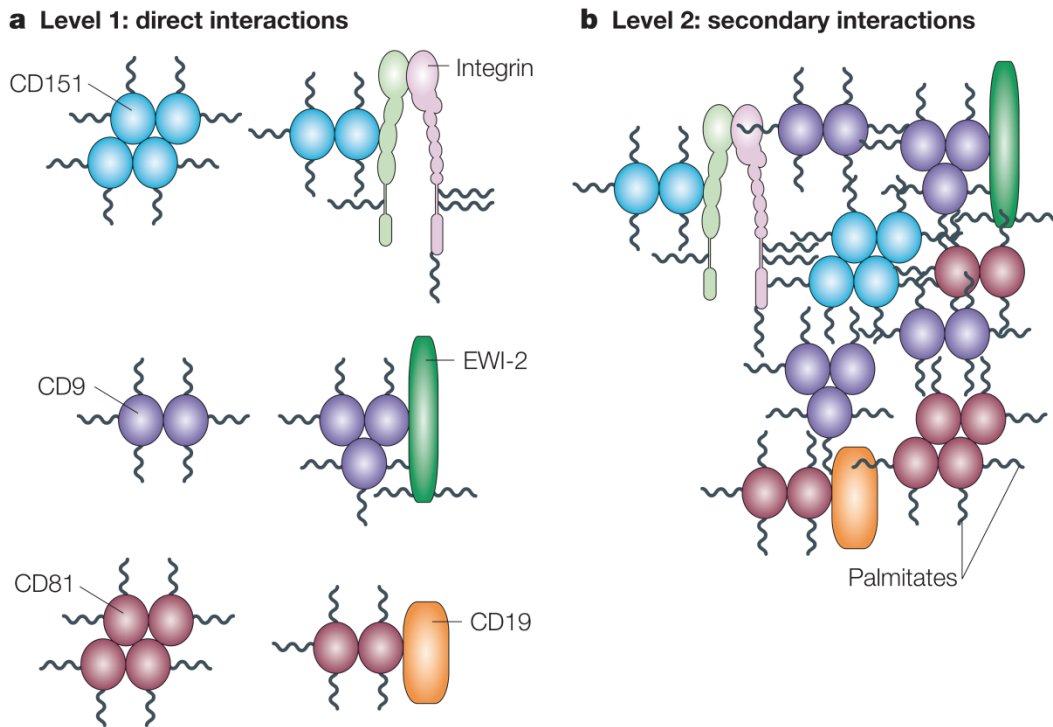 a Level 1: direct interactions
CD151
Integrin
CD9
EWI-2
CD81
CD19
b Level 2: secondary interactions
Palmitates